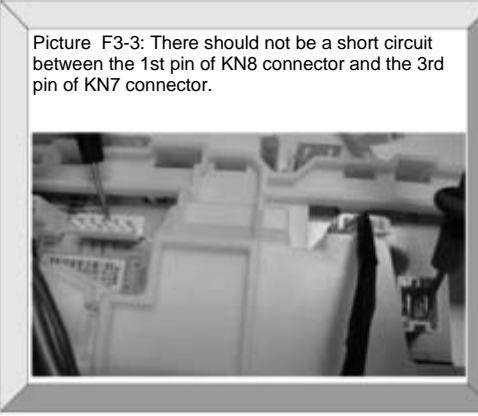 Picture F3-3: There should not be a short circuit
between the 1st pin of KN8 connector and the 3rd
pin of KN7 connector.